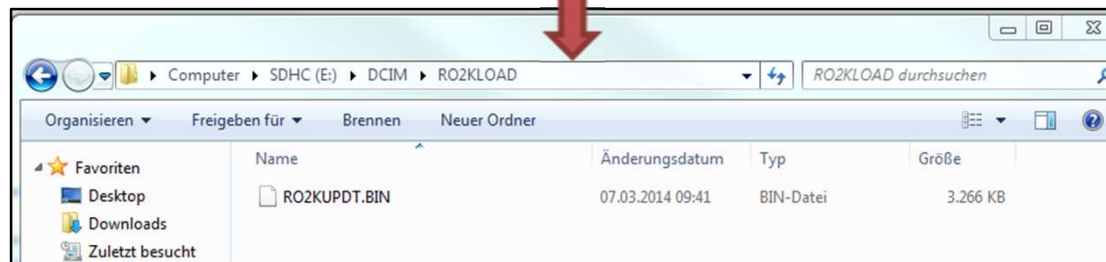 Computer ▸ SDHC (E:) ▸ DCIM ▸ RO2KLOAD
RO2KLOAD durchsuchen
Organisieren Freigeben für Brennen Neuer Ordner
Favoriten
Desktop
Downloads
Zuletzt besucht
Name Änderungsdatum Typ Größe
RO2KUPDT.BIN 07.03.2014 09:41 BIN-Datei 3.266 KB